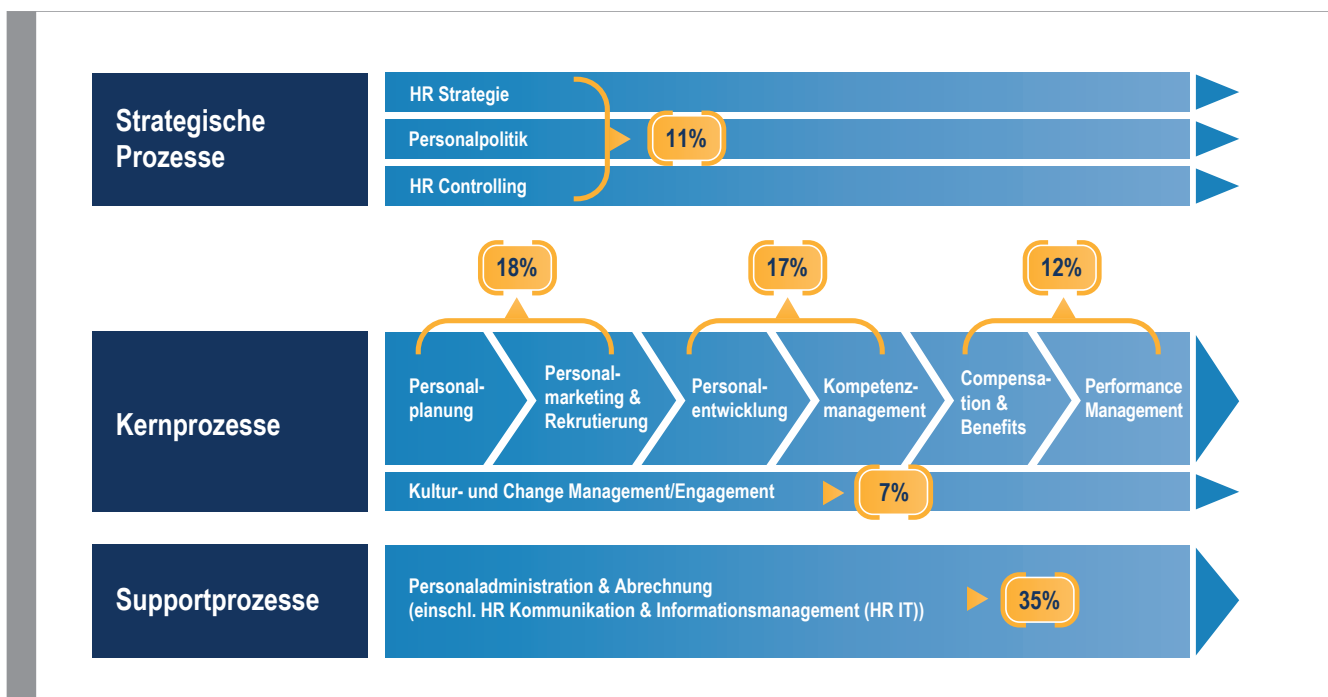 Strategische
Prozesse
HR Strategie
Personalpolitik
HR Controlling
11%
18%
17%
12%
Kernprozesse
Personal-
planung
Personal-
marketing &
Rekrutierung
Personal-
entwicklung
Kompetenz-
management
Compensa-
tion &
Benefits
Performance
Management
Kultur- und Change Management/Engagement
7%
Supportprozesse
Personaladministration & Abrechnung
(einschl. HR Kommunikation & Informationsmanagement (HR IT))
35%